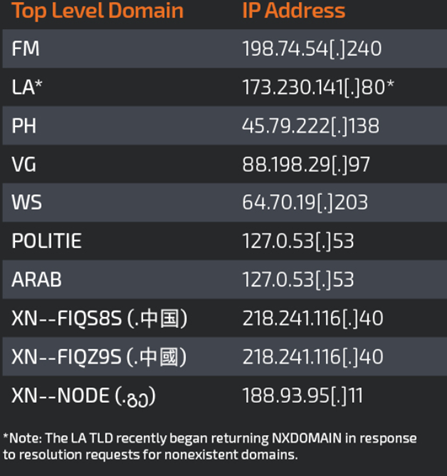 Top Level Domain IP Address
FM 198.74.54[.]240
LA* 173.230.141[.]80*
PH 45.79.222[.]138
VG 88.198.29[.]97
WS 64.70.19[.]203
POLITIE 127.0.53[.]53
ARAB 127.0.53[.]53
XN--FIQS8S (.中国) 218.241.116[.]40
XN--FIQZ9S (.中國) 218.241.116[.]40
XN--NODE (.გე) 188.93.95[.]11
*Note: The LA TLD recently began returning NXDOMAIN in response
to resolution requests for nonexistent domains.